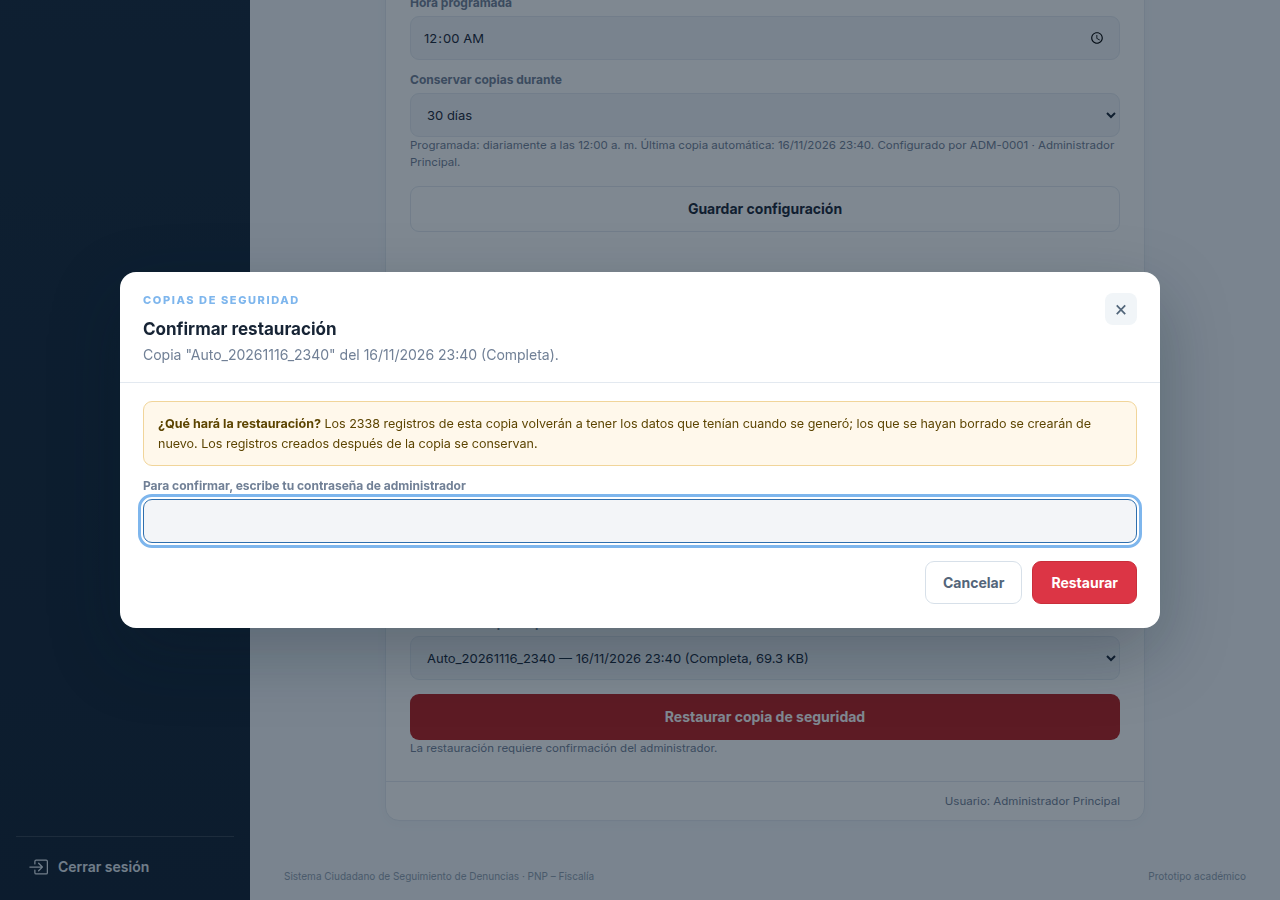 Hora programada
12:00 AM
Conservar copias durante
30 días
Programada: diariamente a las 12:00 a. m. Última copia automática: 16/11/2026 23:40. Configurado por ADM-0001 · Administrador
Principal.
Guardar configuración
COPIAS DE SEGURIDAD
Confirmar restauración
Copia "Auto_20261116_2340" del 16/11/2026 23:40 (Completa).
¿Qué hará la restauración? Los 2338 registros de esta copia volverán a tener los datos que tenían cuando se generó; los que se hayan borrado se crearán de
nuevo. Los registros creados después de la copia se conservan.
Para confirmar, escribe tu contraseña de administrador
Cancelar
Restaurar
Auto_20261116_2340 — 16/11/2026 23:40 (Completa, 69.3 KB)
Restaurar copia de seguridad
La restauración requiere confirmación del administrador.
Usuario: Administrador Principal
Cerrar sesión
Sistema Ciudadano de Seguimiento de Denuncias · PNP – Fiscalía
Prototipo académico